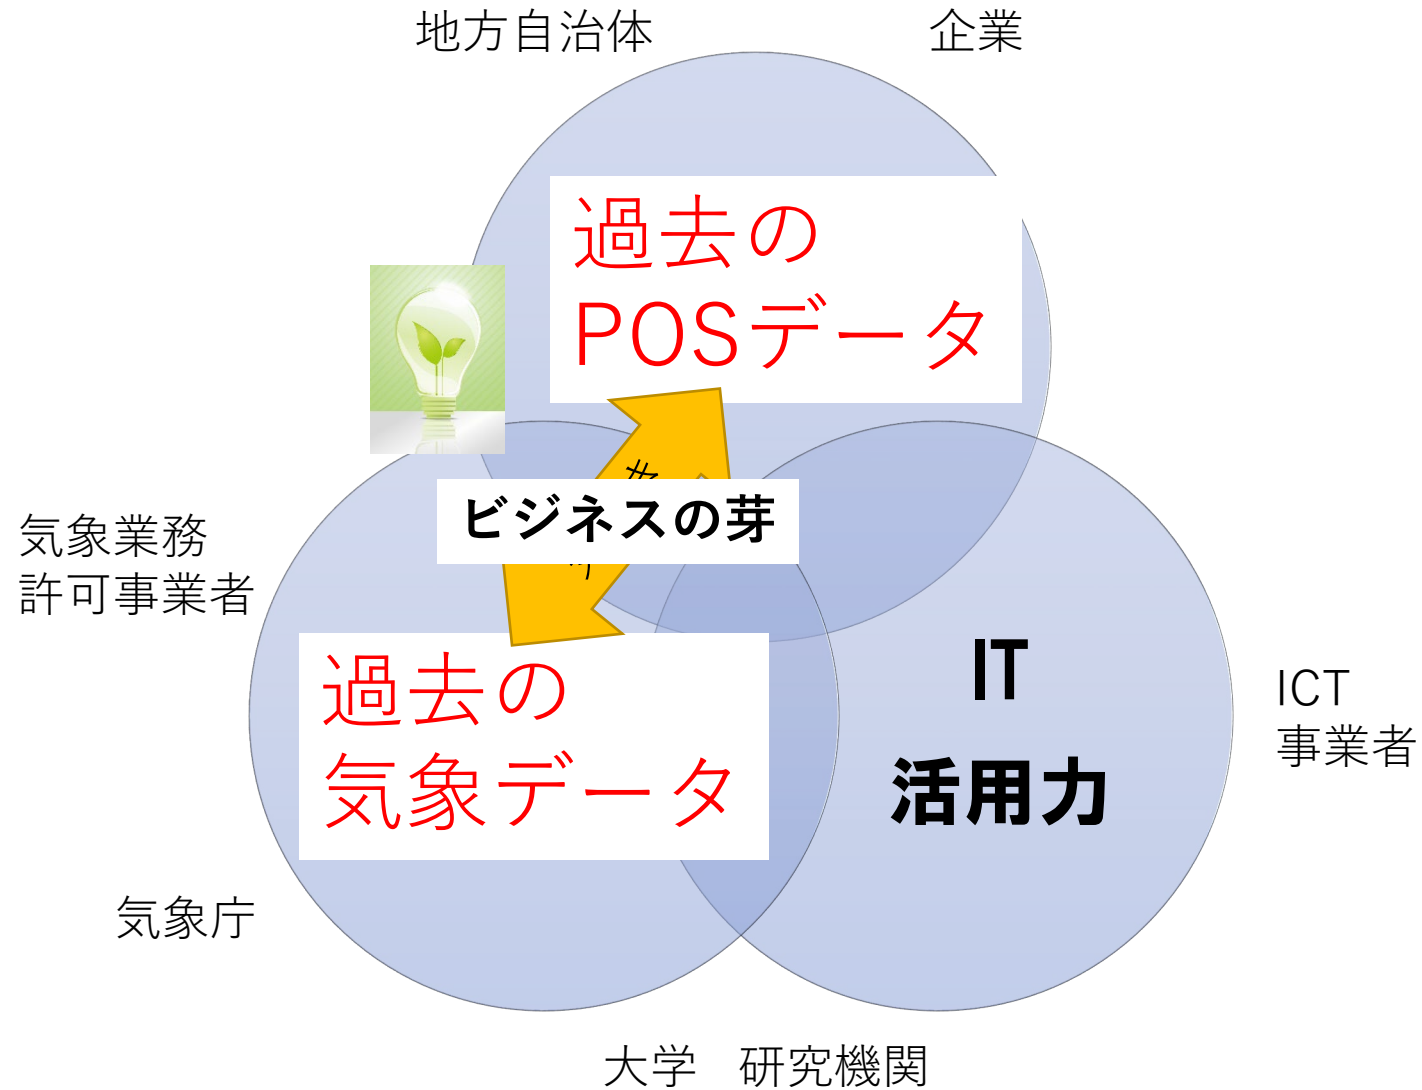 地方自治体
企業
過去の
POSデータ
ビジネスの芽
気象業務
許可事業者
過去の
気象データ
IT
活用力
ICT
事業者
気象庁
大学　研究機関